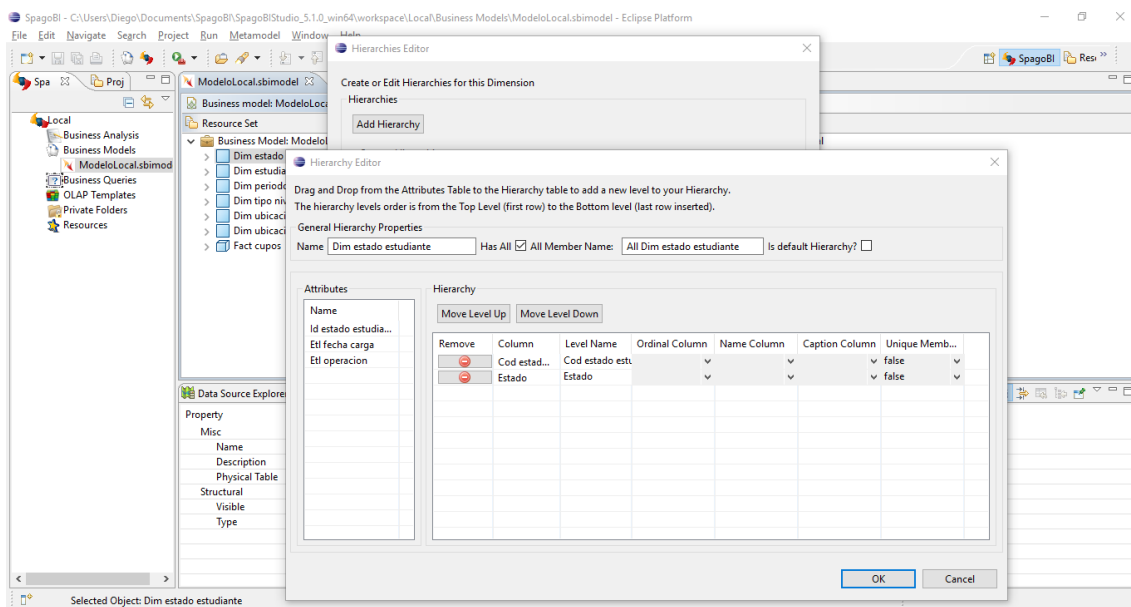 SpagoBI - C:\Users\Diego\Documents\SpagoBI\SpagoBIStudio_5.1.0_win64\workspace\Local\Business Models\ModeloLocal.sbimodel - Eclipse Platform
File Edit Navigate Search Project Run Metamodel Window Help
SpagoBI Res »
Spa Proj
ModeloLocal.sbimodel
Local
Business Analysis
Business Models
ModeloLocal.sbimod
Business Queries
OLAP Templates
Private Folders
Resources
Business model: ModeloLoca
Resource Set
Business Model: Modelol
Dim estado
Dim estudia
Dim periodo
Dim tipo niv
Dim ubicaci
Dim ubicaci
Fact cupos
Hierarchies Editor
Create or Edit Hierarchies for this Dimension
Hierarchies
Add Hierarchy
Hierarchy Editor
Drag and Drop from the Attributes Table to the Hierarchy table to add a new level to your Hierarchy.
The hierarchy levels order is from the Top Level (first row) to the Bottom level (last row inserted).
General Hierarchy Properties
Name Dim estado estudiante Has All All Member Name: All Dim estado estudiante Is default Hierarchy?
Attributes
Name
Id estado estudia...
Etl fecha carga
Etl operacion
Hierarchy
Move Level Up Move Level Down
Remove Column Level Name Ordinal Column Name Column Caption Column Unique Memb...
Cod estad... Cod estado estu false
Estado Estado false
OK Cancel
Data Source Explorer
Property
Misc
Name
Description
Physical Table
Structural
Visible
Type
Selected Object: Dim estado estudiante